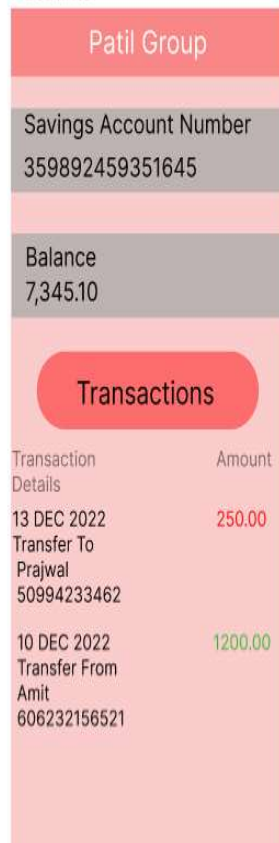 Patil Group
Savings Account Number
359892459351645
Balance
7,345.10
Transactions
Transaction Amount
Details
13 DEC 2022 250.00
Transfer To
Prajwal
50994233462
10 DEC 2022 1200.00
Transfer From
Amit
606232156521